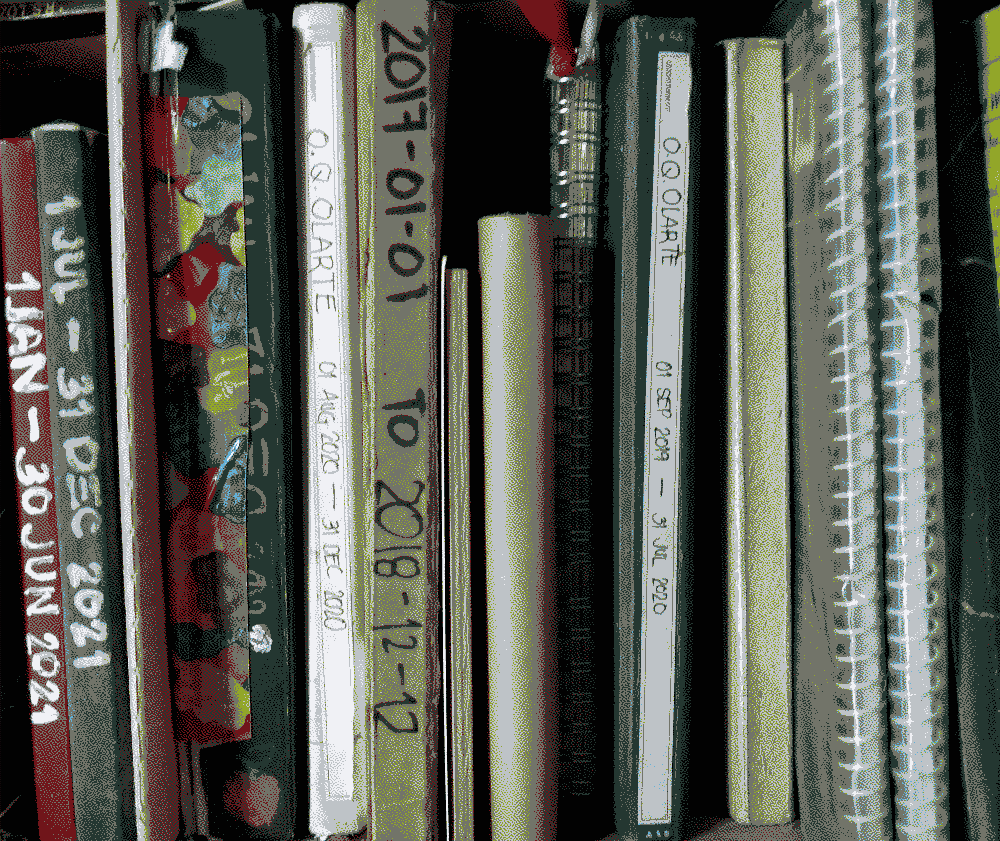 1 JAN - 30 JUN 2021
1 JUL - 31 DEC 2021
O.Q. OLARTE 01 AUG 2020 - 31 DEC 2020
2017-01-01 TO 2018-12-12
O.Q OLARTE 01 SEP 2019 - 31 JUL 2020